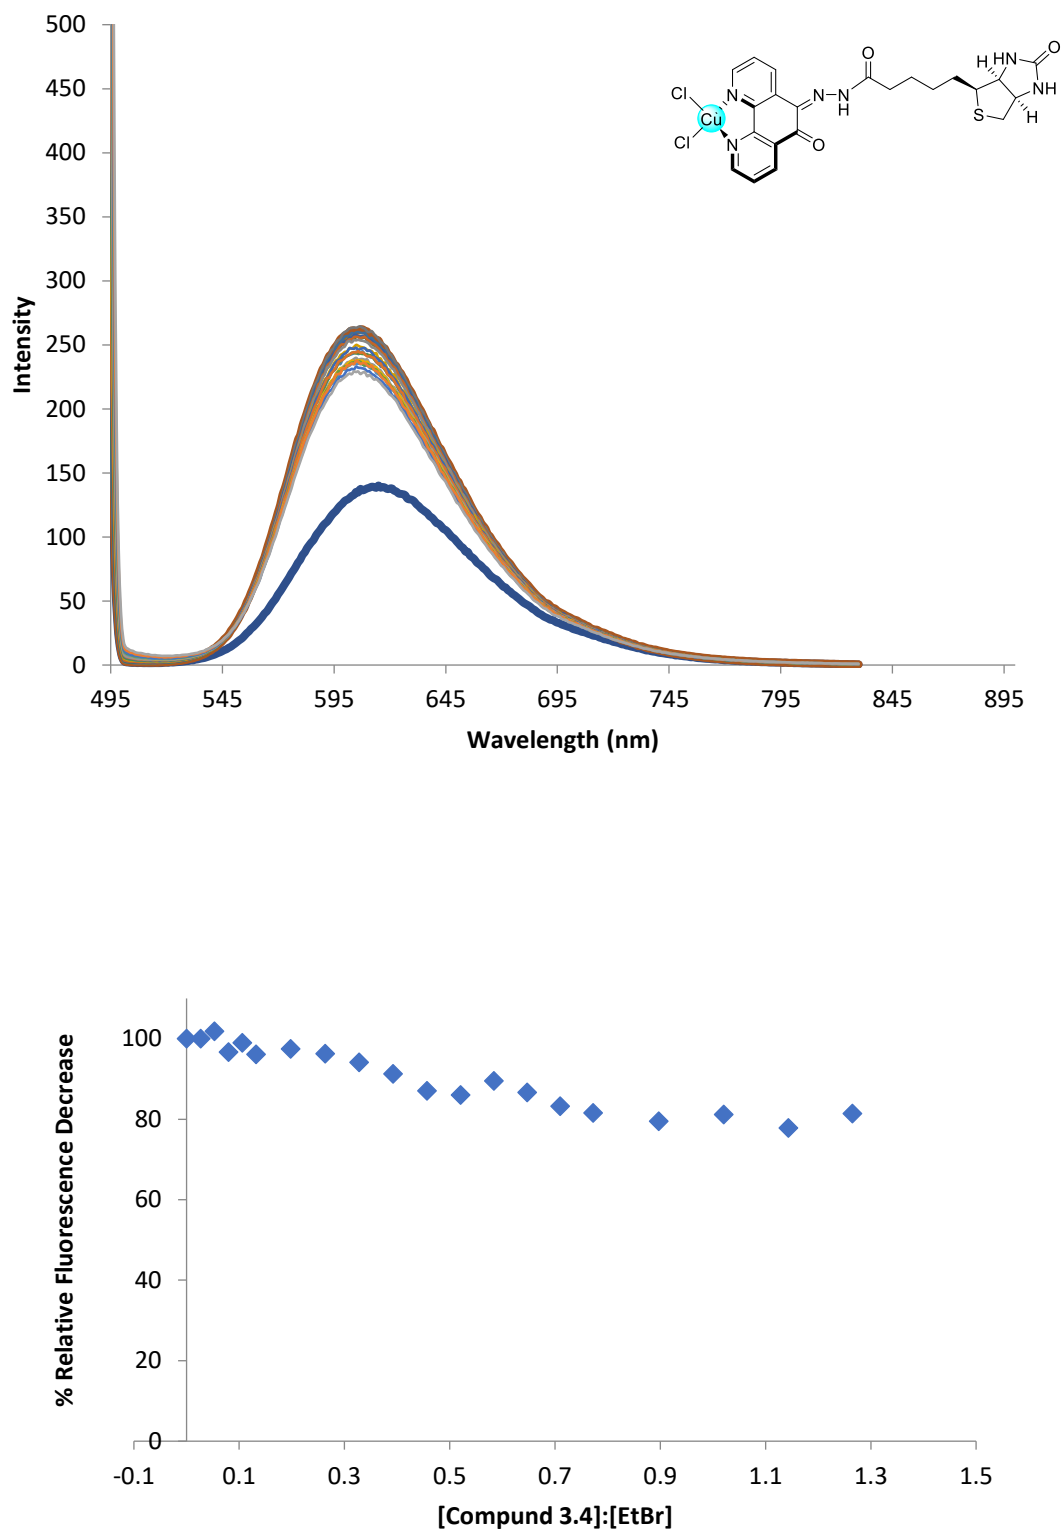 500
450
400
350
300
250
200
150
100
50
0
Intensity
495 545 595 645 695 745 795 845 895
Wavelength (nm)
Cl
Cl
Cu
N
N
N
NH
O
O
H
HN
O
NH
S
H
100
80
60
40
20
0
% Relative Fluorescence Decrease
-0.1 0.1 0.3 0.5 0.7 0.9 1.1 1.3 1.5
[Compund 3.4]:[EtBr]